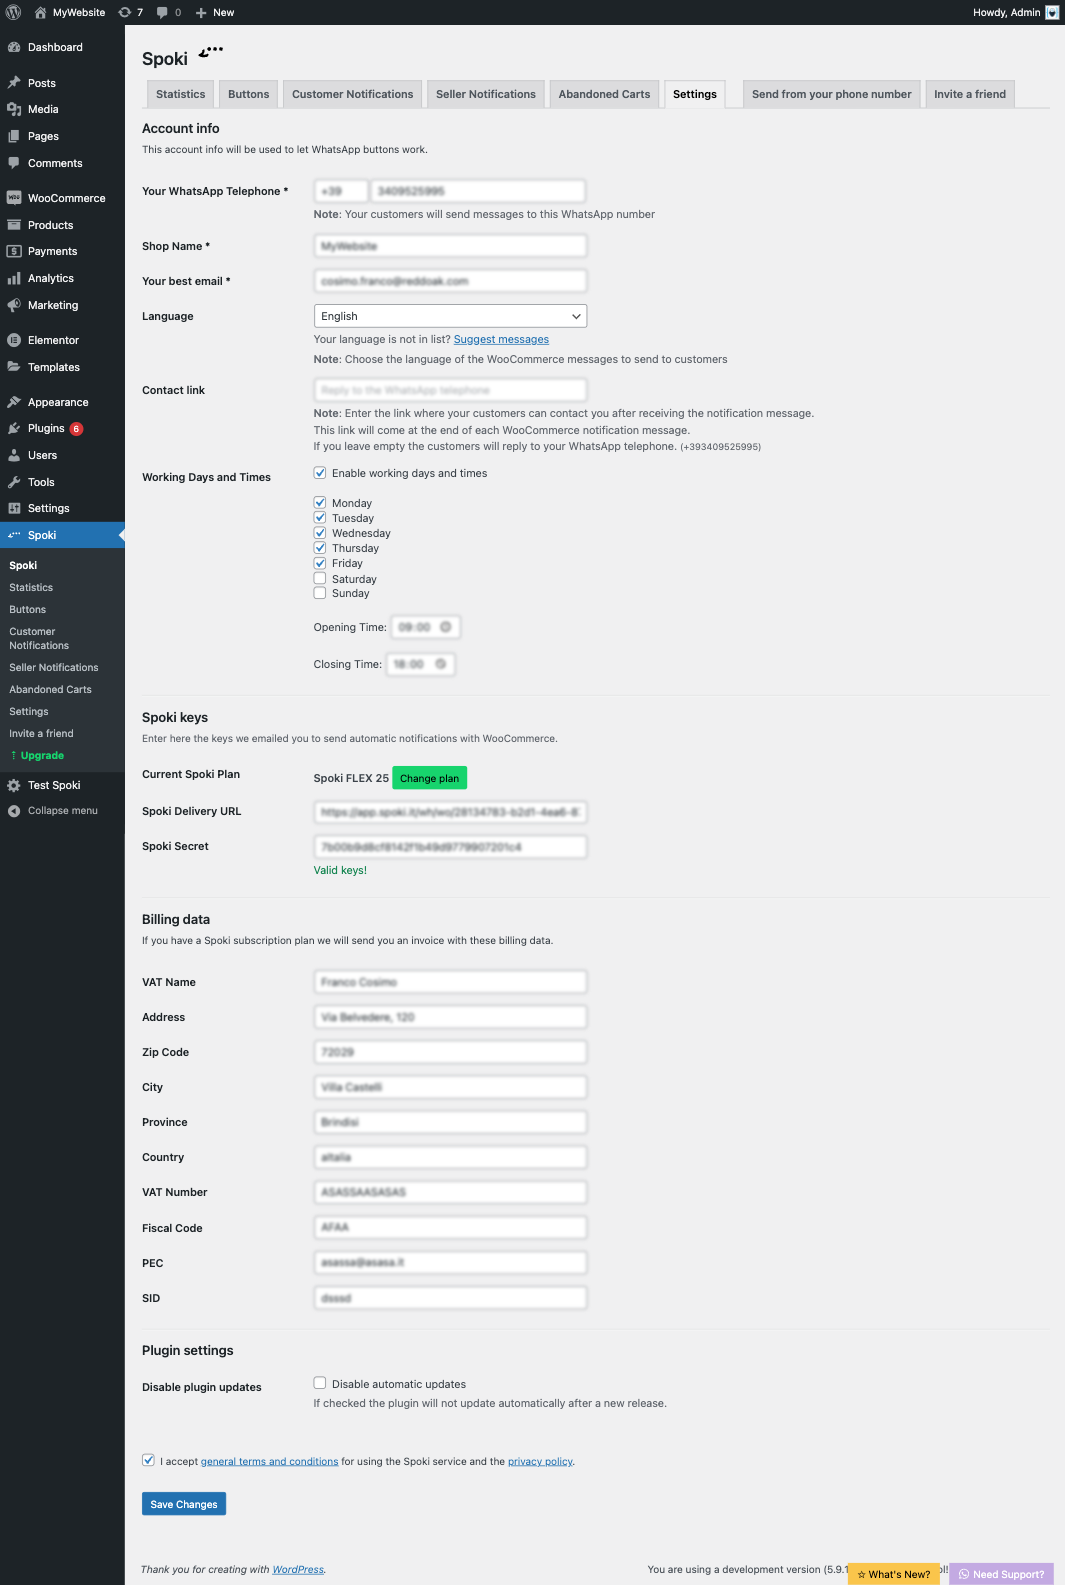 MyWebsite 7 0 New Howdy, Admin
Dashboard
Posts
Media
Pages
Comments
WooCommerce
Products
Payments
Analytics
Marketing
Elementor
Templates
Appearance
Plugins 6
Users
Tools
Settings
Spoki
Spoki
Statistics
Buttons
Customer
Notifications
Seller Notifications
Abandoned Carts
Settings
Invite a friend
↑ Upgrade
Test Spoki
Collapse menu
Spoki
Statistics Buttons Customer Notifications Seller Notifications Abandoned Carts Settings Send from your phone number Invite a friend
Account info
This account info will be used to let WhatsApp buttons work.
Your WhatsApp Telephone * +39 3409525995
Note: Your customers will send messages to this WhatsApp number
Shop Name * MyWebsite
Your best email * cosimo.franco@reddoak.com
Language English
Your language is not in list? Suggest messages
Note: Choose the language of the WooCommerce messages to send to customers
Contact link Reply to the WhatsApp telephone
Note: Enter the link where your customers can contact you after receiving the notification message.
This link will come at the end of each WooCommerce notification message.
If you leave empty the customers will reply to your WhatsApp telephone. (+393409525995)
Working Days and Times Enable working days and times
Monday
Tuesday
Wednesday
Thursday
Friday
Saturday
Sunday
Opening Time: 09:00
Closing Time: 18:00
Spoki keys
Enter here the keys we emailed you to send automatic notifications with WooCommerce.
Current Spoki Plan Spoki FLEX 25 Change plan
Spoki Delivery URL
Spoki Secret
Valid keys!
Billing data
If you have a Spoki subscription plan we will send you an invoice with these billing data.
VAT Name Franco Cosimo
Address Via Belvedere, 120
Zip Code 72029
City Villa Castelli
Province Brindisi
Country aitalia
VAT Number ASASSAASASAS
Fiscal Code AFAA
PEC asassa@asasa.it
SID dsssd
Plugin settings
Disable plugin updates Disable automatic updates
If checked the plugin will not update automatically after a new release.
I accept general terms and conditions for using the Spoki service and the privacy policy.
Save Changes
Thank you for creating with WordPress. You are using a development version (5.9.1 ☆ What's New? ol! Need Support?